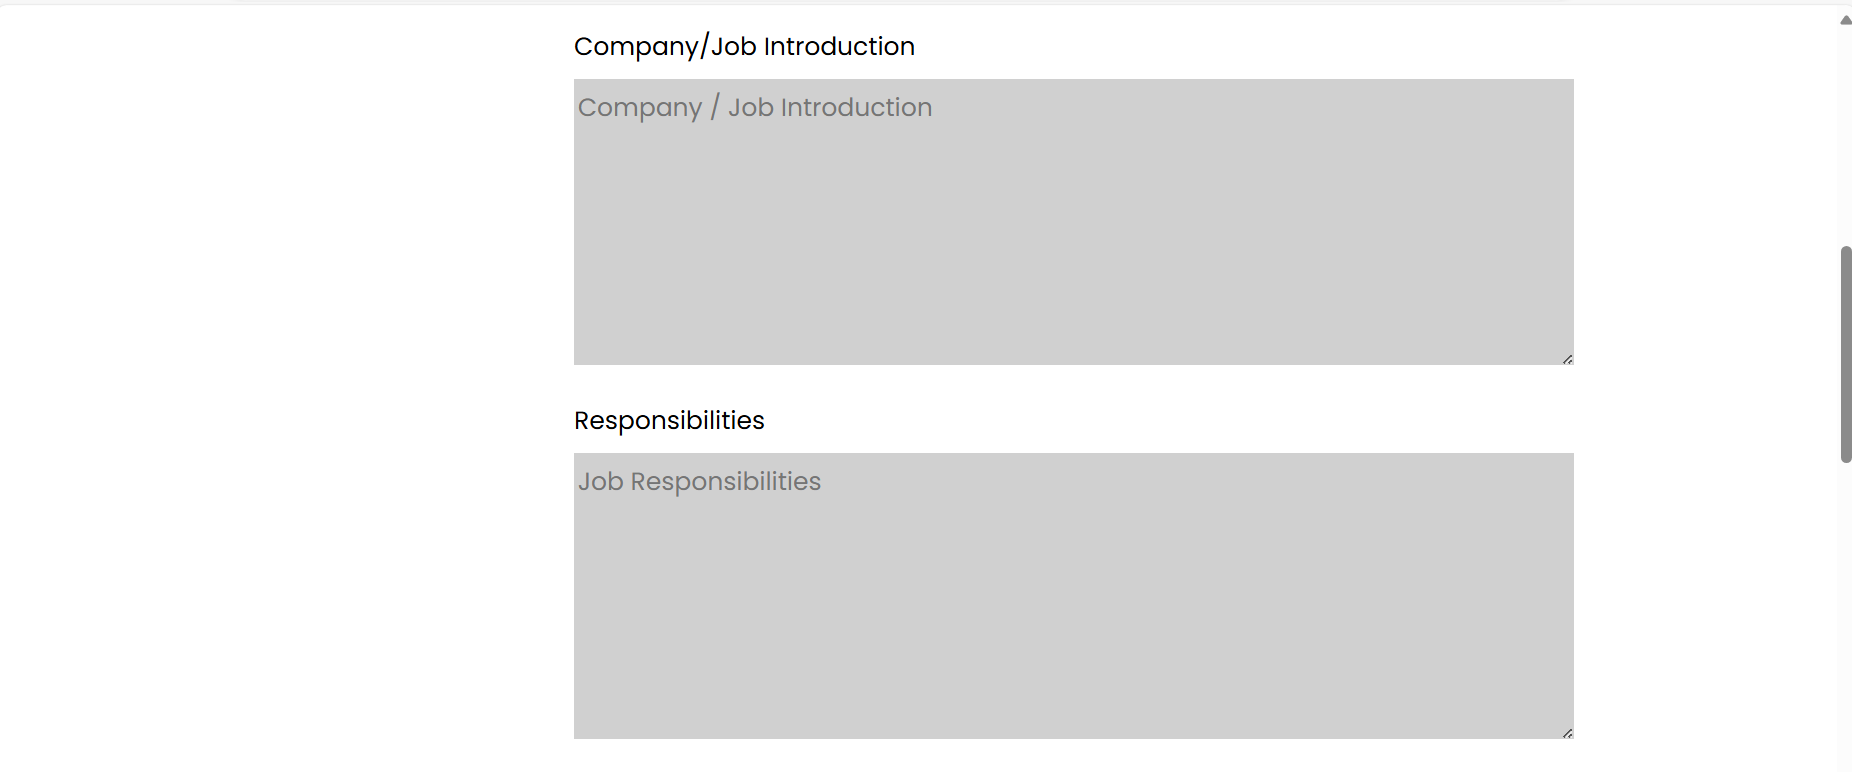 Company/Job Introduction
Company / Job Introduction
Responsibilities
Job Responsibilities